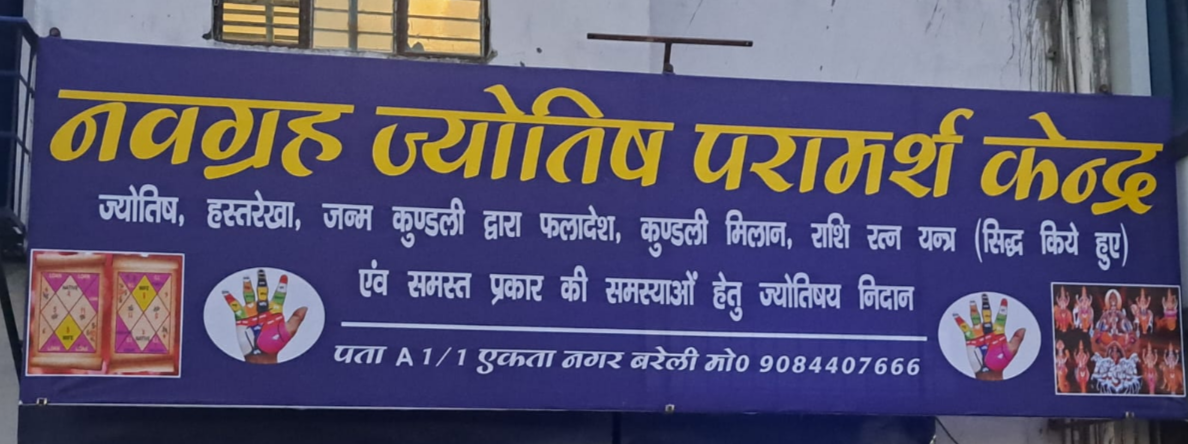 नवग्रह ज्योतिष परामर्श केन्द्र
ज्योतिष, हस्तरेखा, जन्म कुण्डली द्वारा फलादेश, कुण्डली मिलान, राशि रत्न यन्त्र (सिद्ध किये हुए)
एंव समस्त प्रकार की समस्याओं हेतु ज्योतिषय निदान
पता A 1/1 एकता नगर बरेली मो0 9084407666